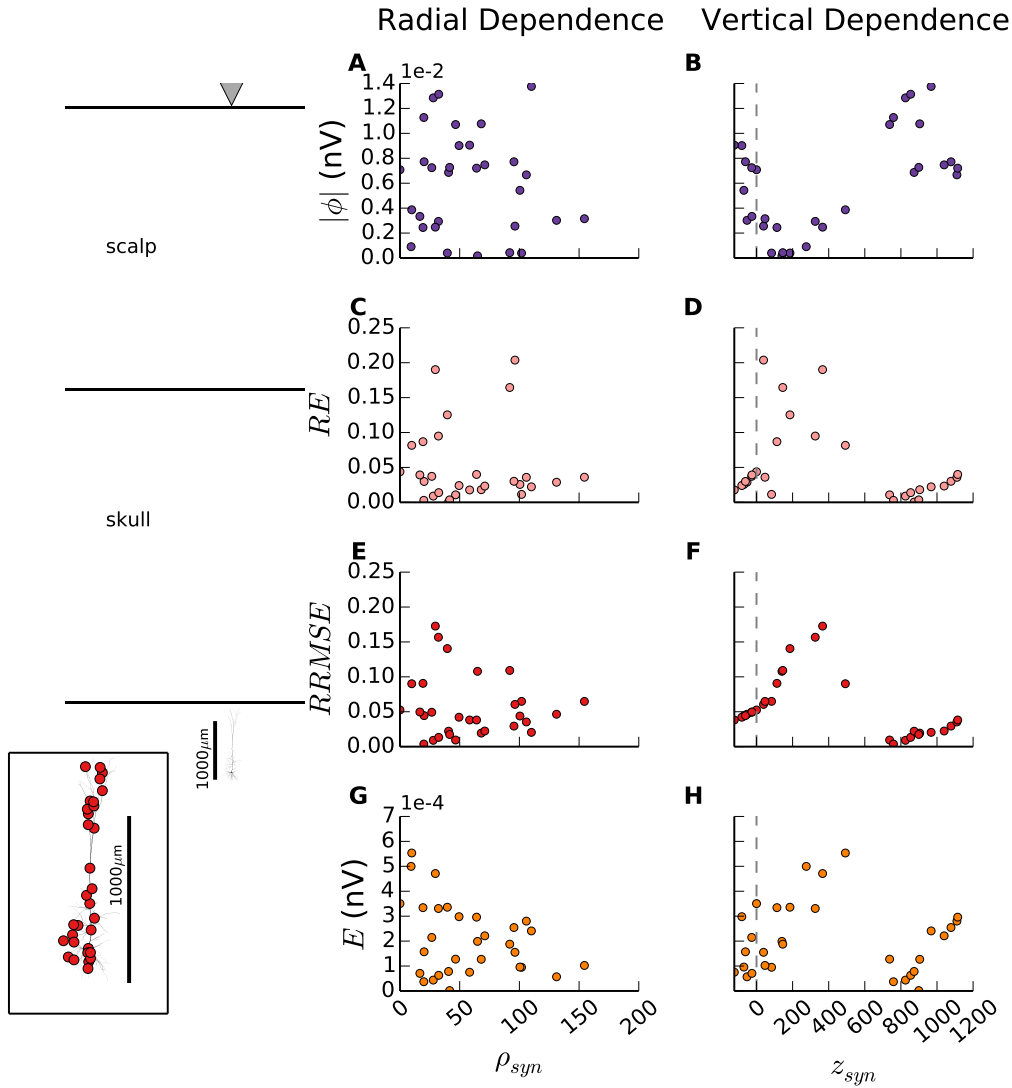 Radial Dependence
Vertical Dependence
A
1e-2
B
1.4
1.2
1.0
0.8
0.6
0.4
0.2
0.0
|ϕ| (nV)
scalp
C
D
0.25
0.20
0.15
0.10
0.05
0.00
RE
skull
E
F
0.25
0.20
0.15
0.10
0.05
0.00
RRMSE
1000μm
1000μm
G
1e-4
H
7
6
5
4
3
2
1
0
E (nV)
0 50 100 150 200
0 200 400 600 800 1000 1200
ρsyn
zsyn